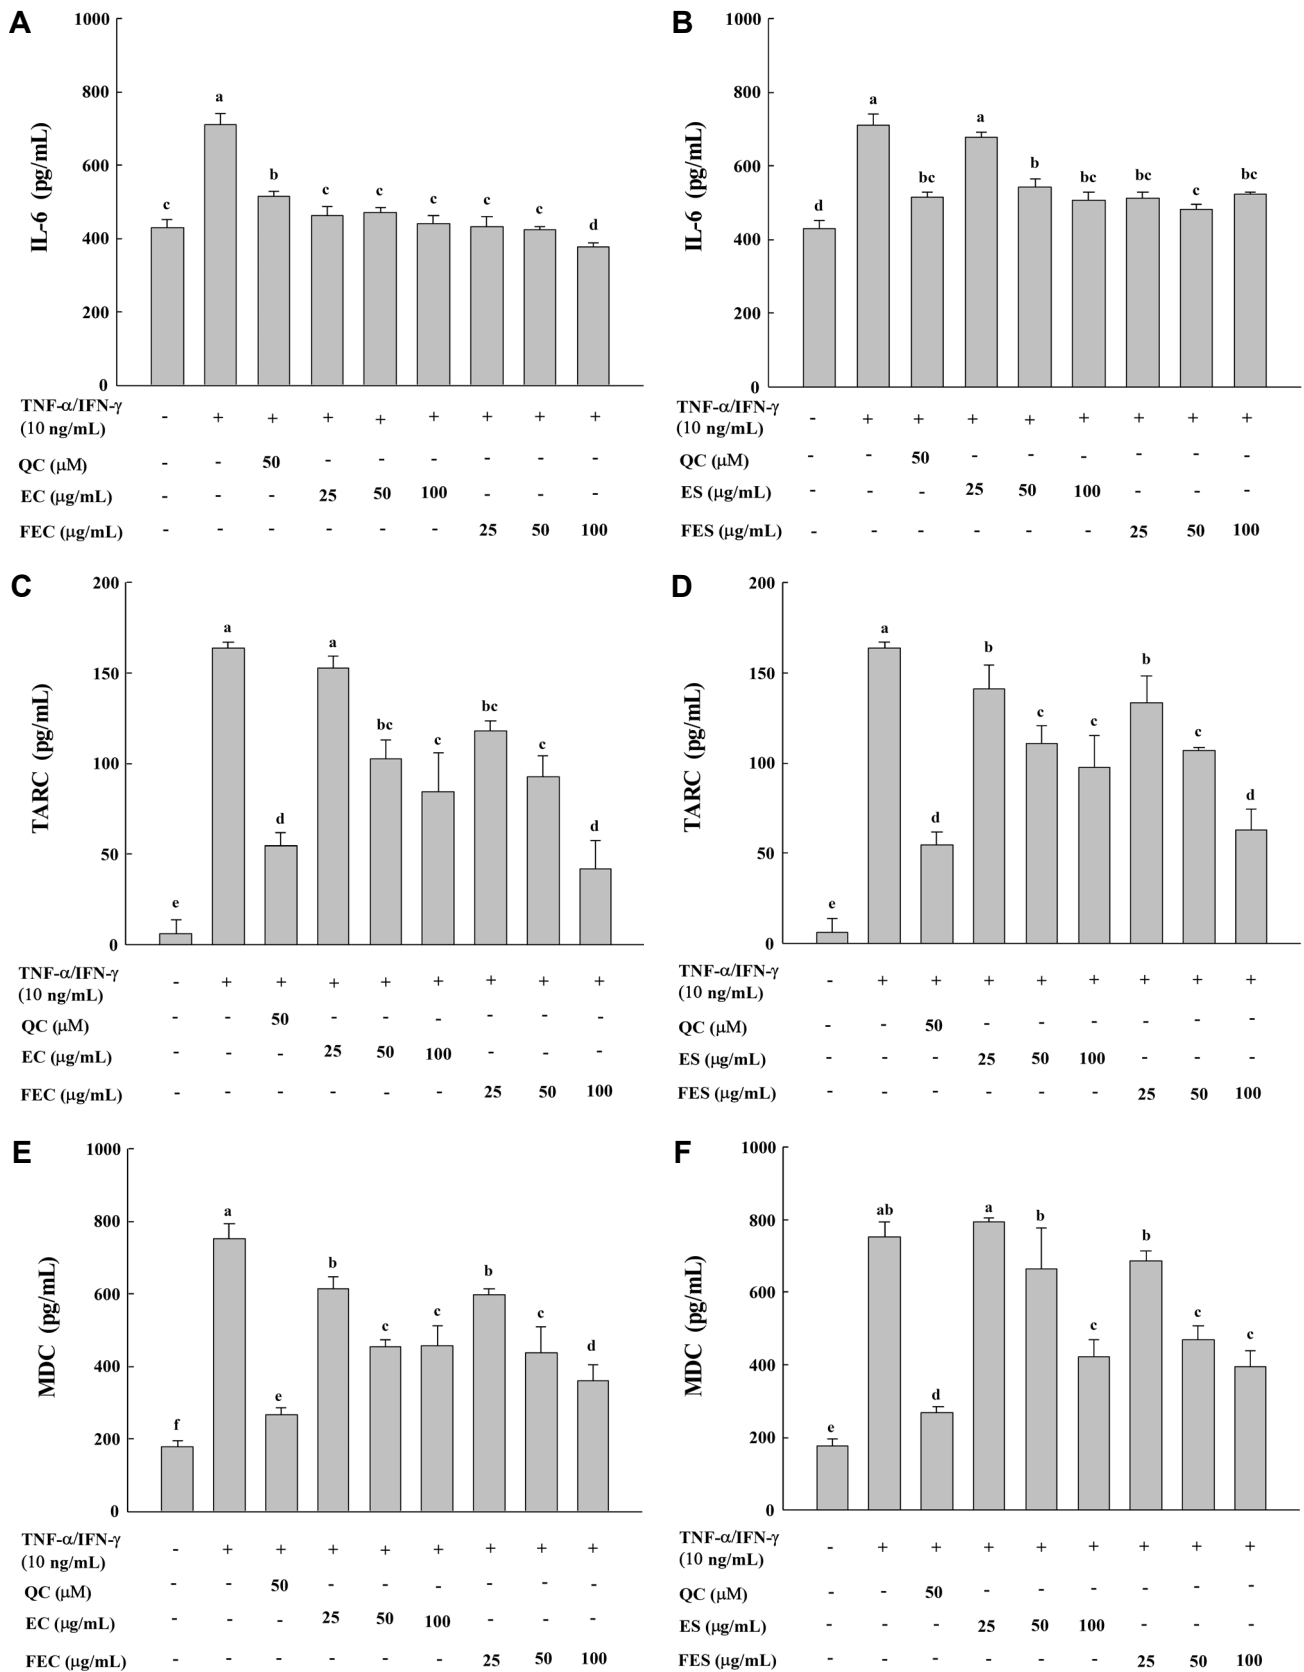 A
1000
800
600
400
200
0
IL-6 (pg/mL)
c a b c c c c c d
TNF-α/IFN-γ - + + + + + + + +
(10 ng/mL)
QC (μM) - - 50 - - - - - -
EC (μg/mL) - - - 25 50 100 - - -
FEC (μg/mL) - - - - - - 25 50 100
B
1000
800
600
400
200
0
IL-6 (pg/mL)
d a bc a b bc bc c bc
TNF-α/IFN-γ - + + + + + + + +
(10 ng/mL)
QC (μM) - - 50 - - - - - -
ES (μg/mL) - - - 25 50 100 - - -
FES (μg/mL) - - - - - - 25 50 100
C
200
150
100
50
0
TARC (pg/mL)
e a d a bc c bc c d
TNF-α/IFN-γ - + + + + + + + +
(10 ng/mL)
QC (μM) - - 50 - - - - - -
EC (μg/mL) - - - 25 50 100 - - -
FEC (μg/mL) - - - - - - 25 50 100
D
200
150
100
50
0
TARC (pg/mL)
e a d b c c b c d
TNF-α/IFN-γ - + + + + + + + +
(10 ng/mL)
QC (μM) - - 50 - - - - - -
ES (μg/mL) - - - 25 50 100 - - -
FES (μg/mL) - - - - - - 25 50 100
E
1000
800
600
400
200
0
MDC (pg/mL)
f a e b c c b c d
TNF-α/IFN-γ - + + + + + + + +
(10 ng/mL)
QC (μM) - - 50 - - - - - -
EC (μg/mL) - - - 25 50 100 - - -
FEC (μg/mL) - - - - - - 25 50 100
F
1000
800
600
400
200
0
MDC (pg/mL)
e ab d a b c b c c
TNF-α/IFN-γ - + + + + + + + +
(10 ng/mL)
QC (μM) - - 50 - - - - - -
ES (μg/mL) - - - 25 50 100 - - -
FES (μg/mL) - - - - - - 25 50 100